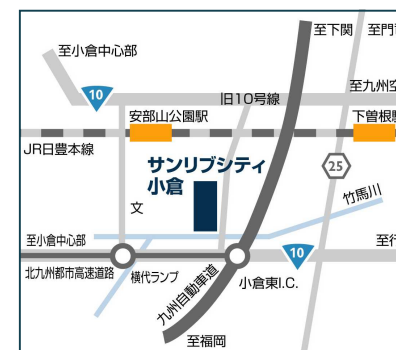 至下関
至門
至小倉中心部
10
至九州空
旧10号線
安部山公園駅
下曽根
JR日豊本線
サンリブシティ
小倉
25
竹馬川
文
至小倉中心部
10
至行
北九州都市高速道路
横代ランプ
九州自動車道
小倉東I.C.
至福岡